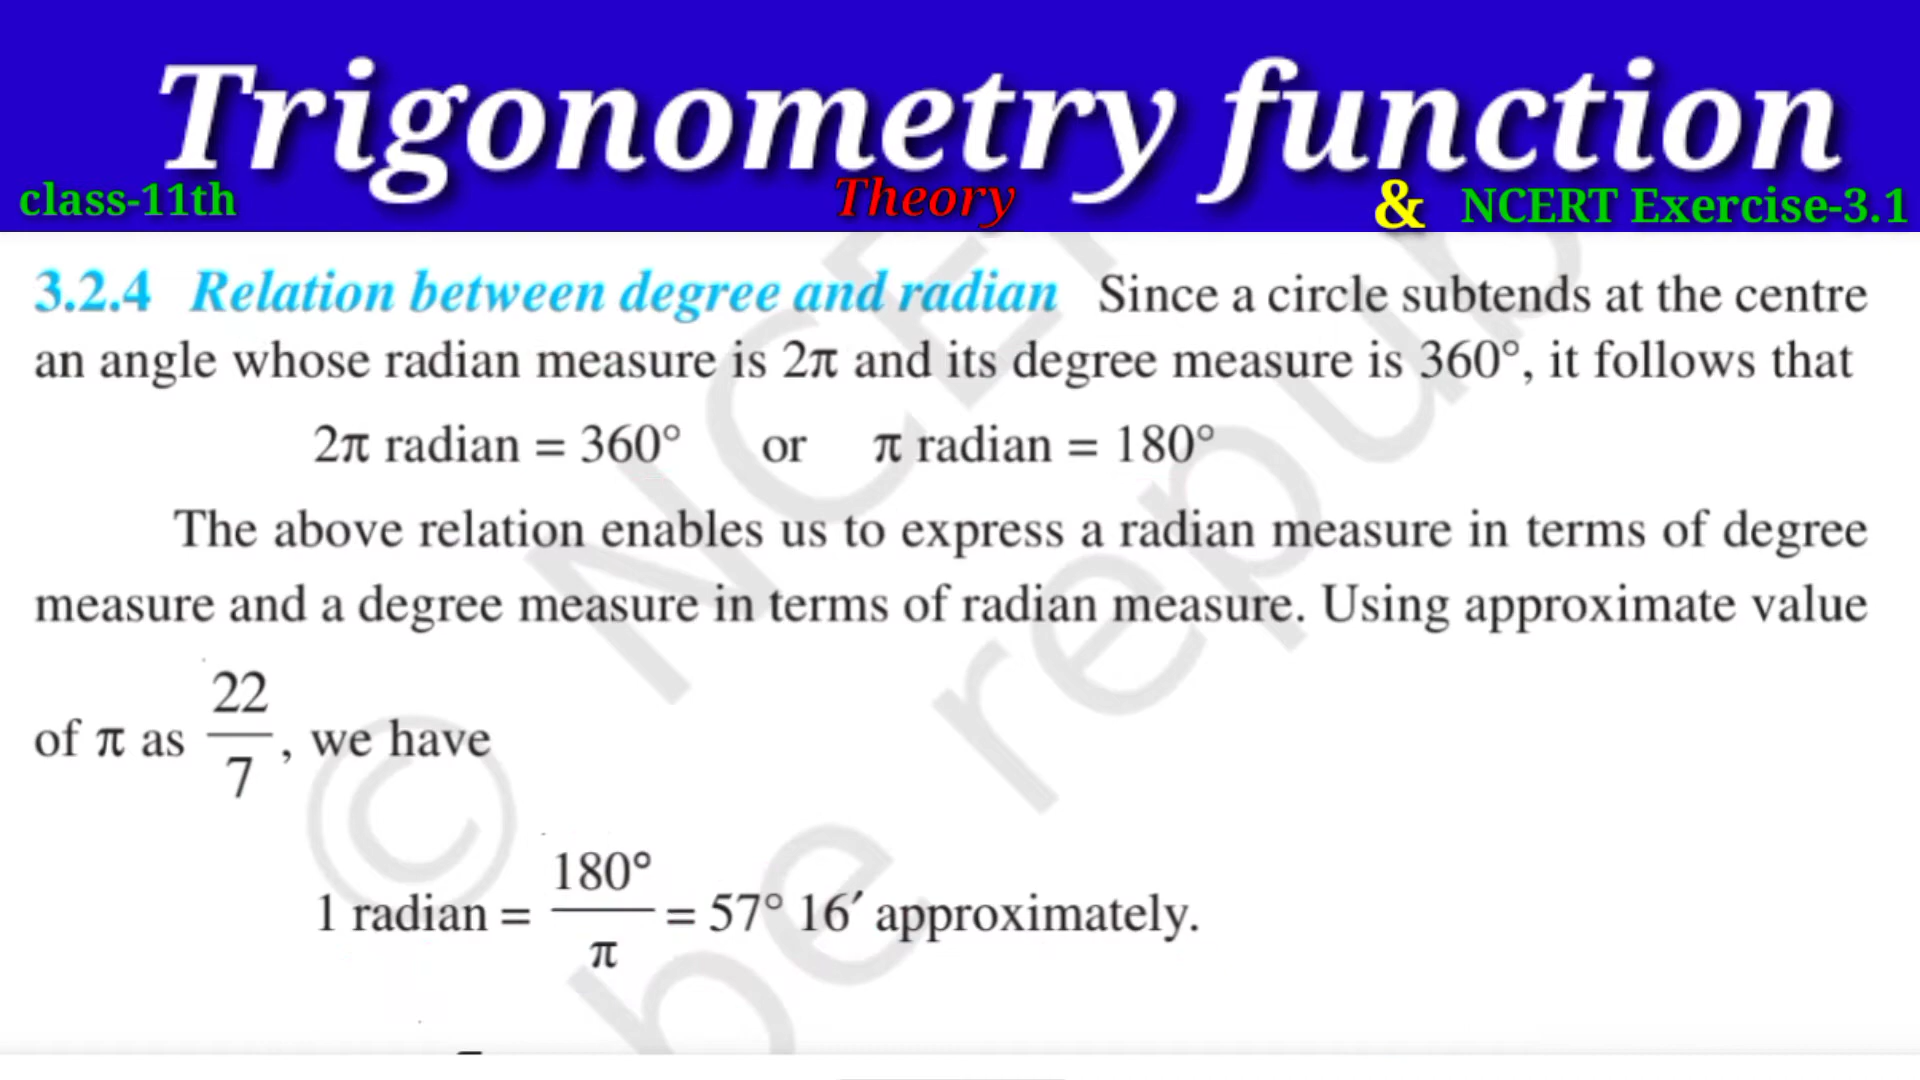 Trigonometry function
class-11th Theory & NCERT Exercise-3.1
3.2.4 Relation between degree and radian Since a circle subtends at the centre
an angle whose radian measure is 2π and its degree measure is 360°, it follows that
2π radian = 360° or π radian = 180°
The above relation enables us to express a radian measure in terms of degree
measure and a degree measure in terms of radian measure. Using approximate value
of π as 22/7, we have
1 radian = 180°/π = 57° 16′ approximately.
© NCE
be repub